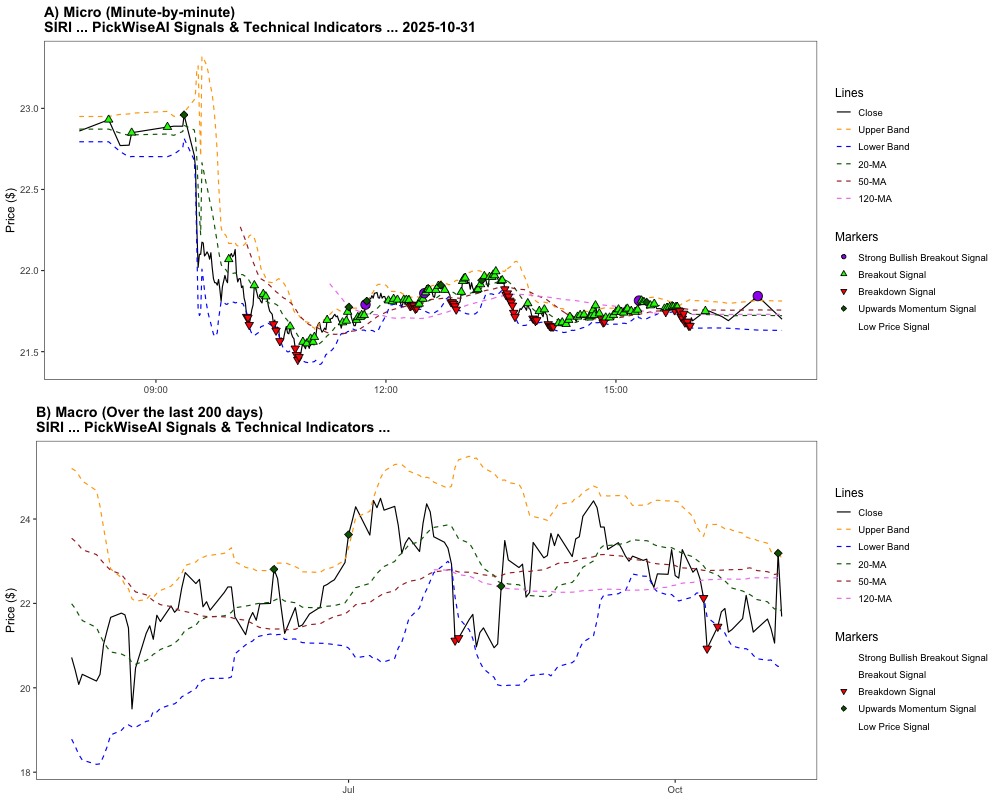 A) Micro (Minute-by-minute)
SIRI ... PickWiseAI Signals & Technical Indicators ... 2025-10-31
Price ($)
23.0
22.5
22.0
21.5
09:00
12:00
15:00
Lines
Close
Upper Band
Lower Band
20-MA
50-MA
120-MA
Markers
Strong Bullish Breakout Signal
Breakout Signal
Breakdown Signal
Upwards Momentum Signal
Low Price Signal
B) Macro (Over the last 200 days)
SIRI ... PickWiseAI Signals & Technical Indicators ...
Price ($)
24
22
20
18
Jul
Oct
Lines
Close
Upper Band
Lower Band
20-MA
50-MA
120-MA
Markers
Strong Bullish Breakout Signal
Breakout Signal
Breakdown Signal
Upwards Momentum Signal
Low Price Signal